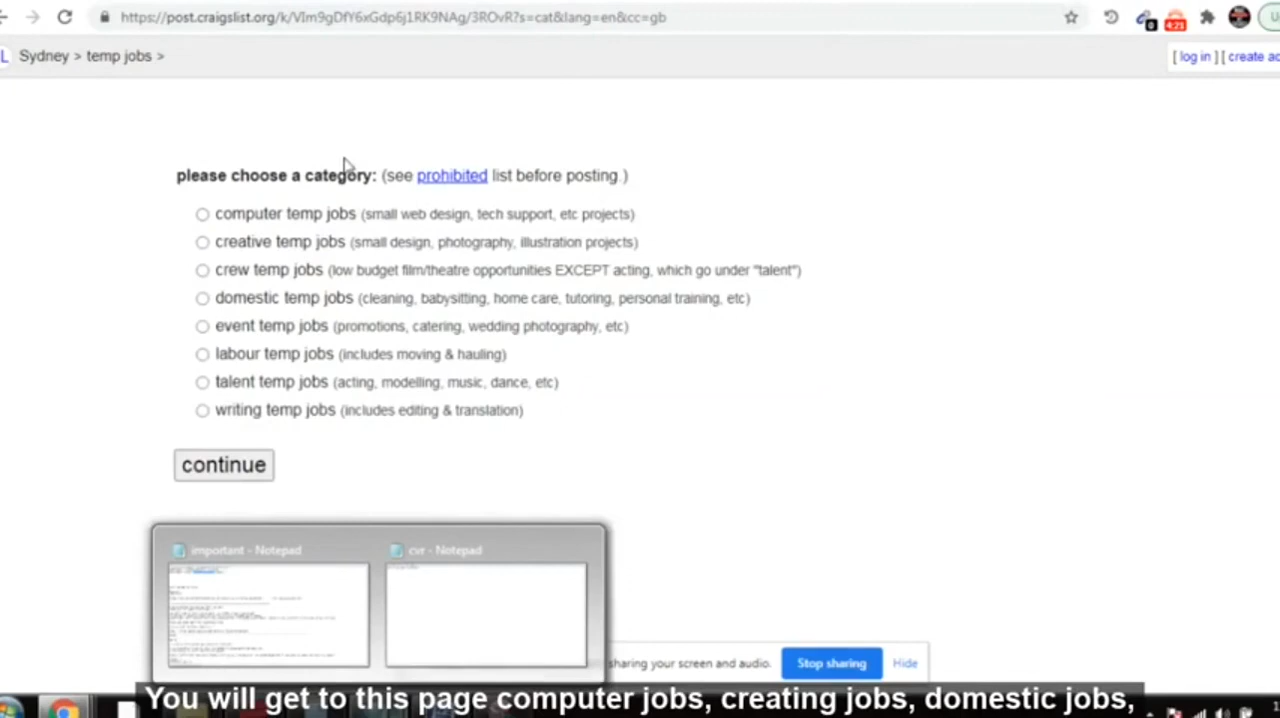 https://post.craigslist.org/k/VIm9gDfY6xGdp6j1RK9NAg/3ROvR?s=cat&lang=en&cc=gb
0
4:21
L Sydney > temp jobs >
[ log in ] [ create ac
please choose a category: (see prohibited list before posting.)
computer temp jobs (small web design, tech support, etc projects)
creative temp jobs (small design, photography, illustration projects)
crew temp jobs (low budget film/theatre opportunities EXCEPT acting, which go under "talent")
domestic temp jobs (cleaning, babysitting, home care, tutoring, personal training, etc)
event temp jobs (promotions, catering, wedding photography, etc)
labour temp jobs (includes moving & hauling)
talent temp jobs (acting, modelling, music, dance, etc)
writing temp jobs (includes editing & translation)
continue
important - Notepad
cvr - Notepad
sharing your screen and audio.
Stop sharing
Hide
You will get to this page computer jobs, creating jobs, domestic jobs,